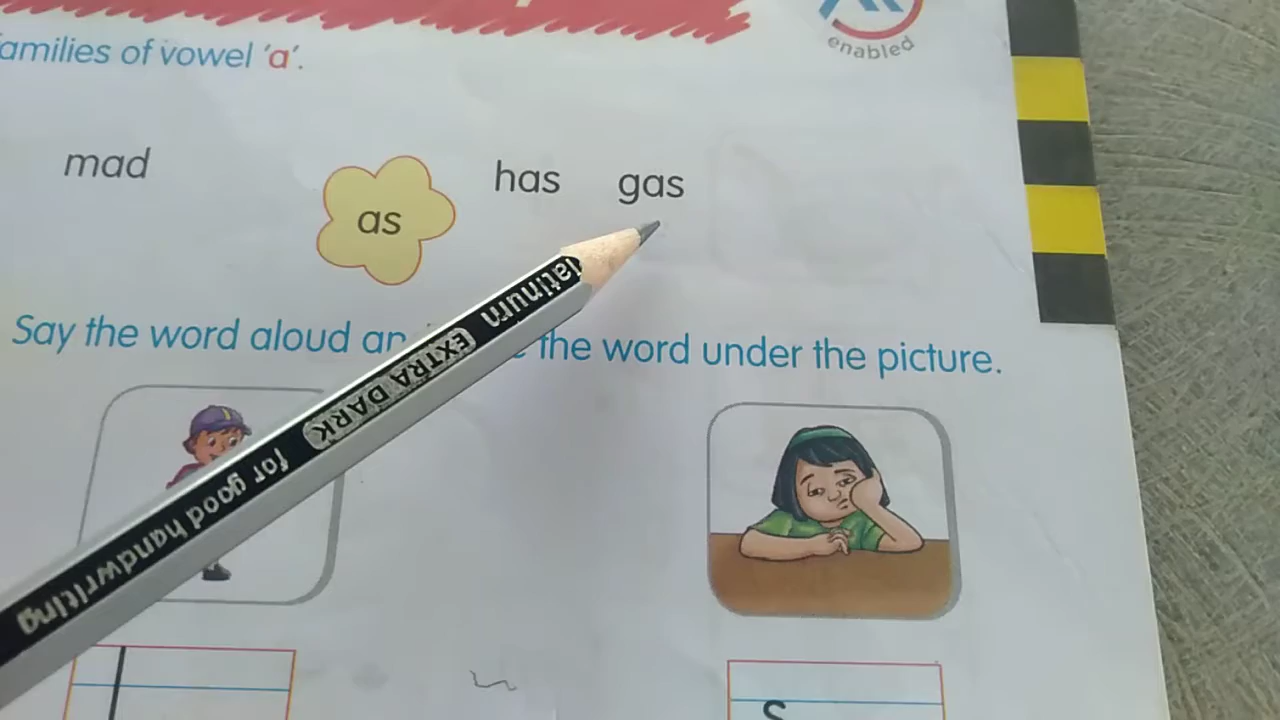 amilies of vowel 'a'.
enabled
mad
as
has gas
Say the word aloud an the word under the picture.
latinum EXTRA DARK for good handwriting
s